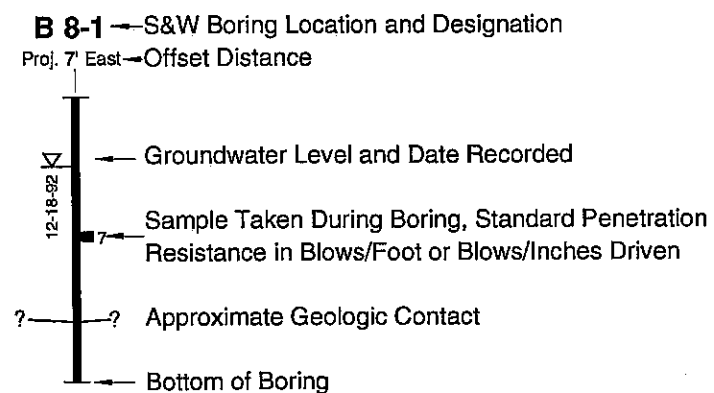 B 8-1 S&W Boring Location and Designation
Proj. 7' East Offset Distance
Groundwater Level and Date Recorded
12-18-92
7 Sample Taken During Boring, Standard Penetration
Resistance in Blows/Foot or Blows/Inches Driven
? ? Approximate Geologic Contact
Bottom of Boring